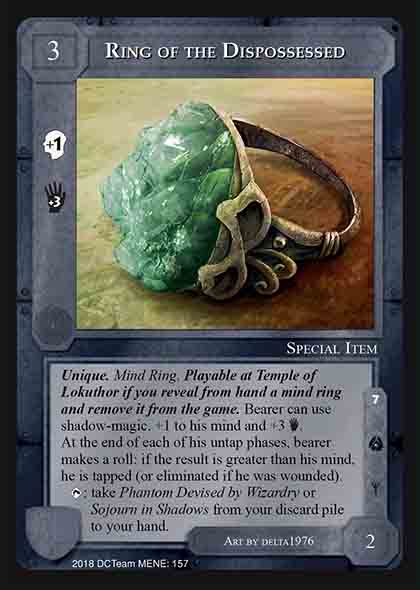 3
RING OF THE DISPOSSESSED
+1
+3
SPECIAL ITEM
Unique. Mind Ring. Playable at Temple of
Lokuthor if you reveal from hand a mind ring
and remove it from the game. Bearer can use
shadow-magic. +1 to his mind and +3
At the end of each of his untap phases, bearer
makes a roll: if the result is greater than his mind,
he is tapped (or eliminated if he was wounded).
: take Phantom Devised by Wizardry or
Sojourn in Shadows from your discard pile
to your hand.
7
ART BY DELTA1976
2
2018 DCTeam MENE: 157